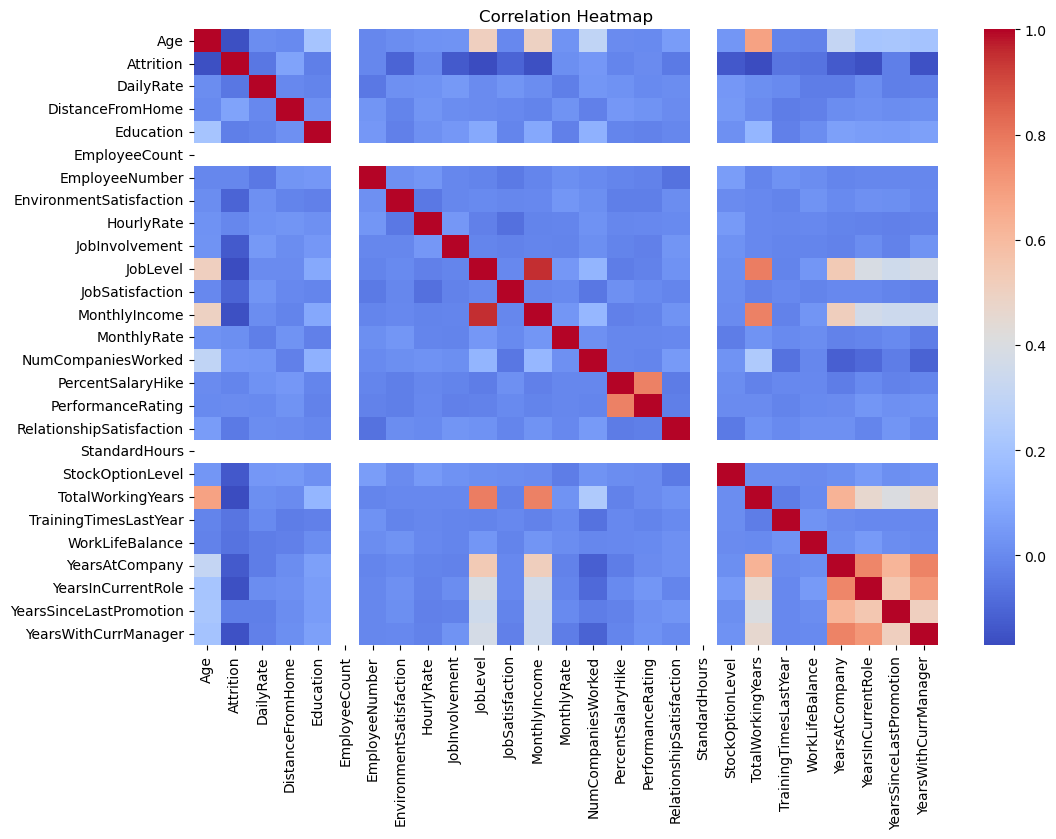 Correlation Heatmap
Age
Attrition
DailyRate
DistanceFromHome
Education
EmployeeCount
EmployeeNumber
EnvironmentSatisfaction
HourlyRate
JobInvolvement
JobLevel
JobSatisfaction
MonthlyIncome
MonthlyRate
NumCompaniesWorked
PercentSalaryHike
PerformanceRating
RelationshipSatisfaction
StandardHours
StockOptionLevel
TotalWorkingYears
TrainingTimesLastYear
WorkLifeBalance
YearsAtCompany
YearsInCurrentRole
YearsSinceLastPromotion
YearsWithCurrManager
Age
Attrition
DailyRate
DistanceFromHome
Education
EmployeeCount
EmployeeNumber
EnvironmentSatisfaction
HourlyRate
JobInvolvement
JobLevel
JobSatisfaction
MonthlyIncome
MonthlyRate
NumCompaniesWorked
PercentSalaryHike
PerformanceRating
RelationshipSatisfaction
StandardHours
StockOptionLevel
TotalWorkingYears
TrainingTimesLastYear
WorkLifeBalance
YearsAtCompany
YearsInCurrentRole
YearsSinceLastPromotion
YearsWithCurrManager
1.0
0.8
0.6
0.4
0.2
0.0